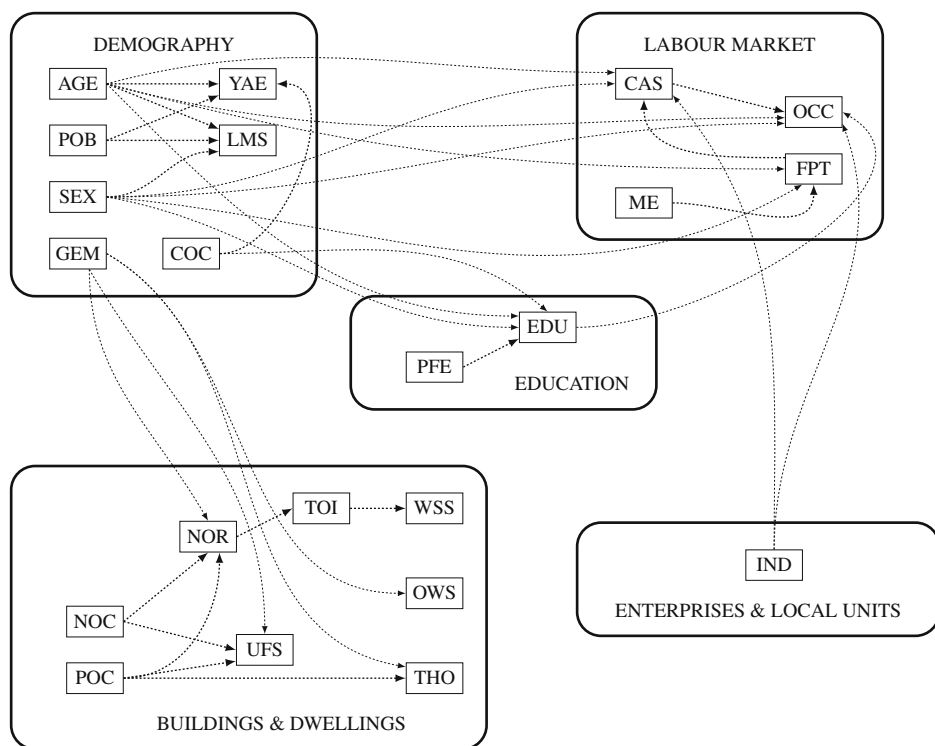 DEMOGRAPHY
AGE
YAE
POB
LMS
SEX
GEM
COC
LABOUR MARKET
CAS
OCC
FPT
ME
EDU
PFE
EDUCATION
TOI
WSS
NOR
OWS
NOC
UFS
POC
THO
BUILDINGS & DWELLINGS
IND
ENTERPRISES & LOCAL UNITS